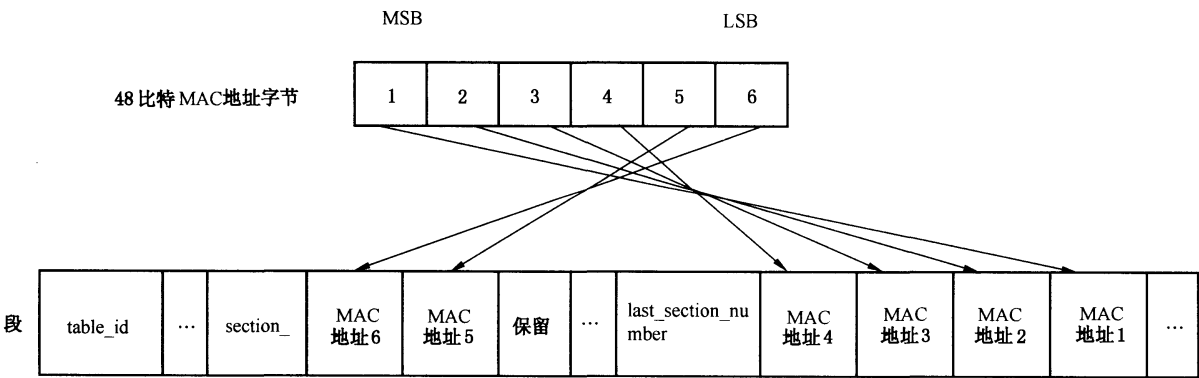 MSB LSB
48比特MAC地址字节 1 2 3 4 5 6
段 table_id … section_ MAC 地址6 MAC 地址5 保留 … last_section_nu mber MAC 地址4 MAC 地址3 MAC 地址2 MAC 地址1 …